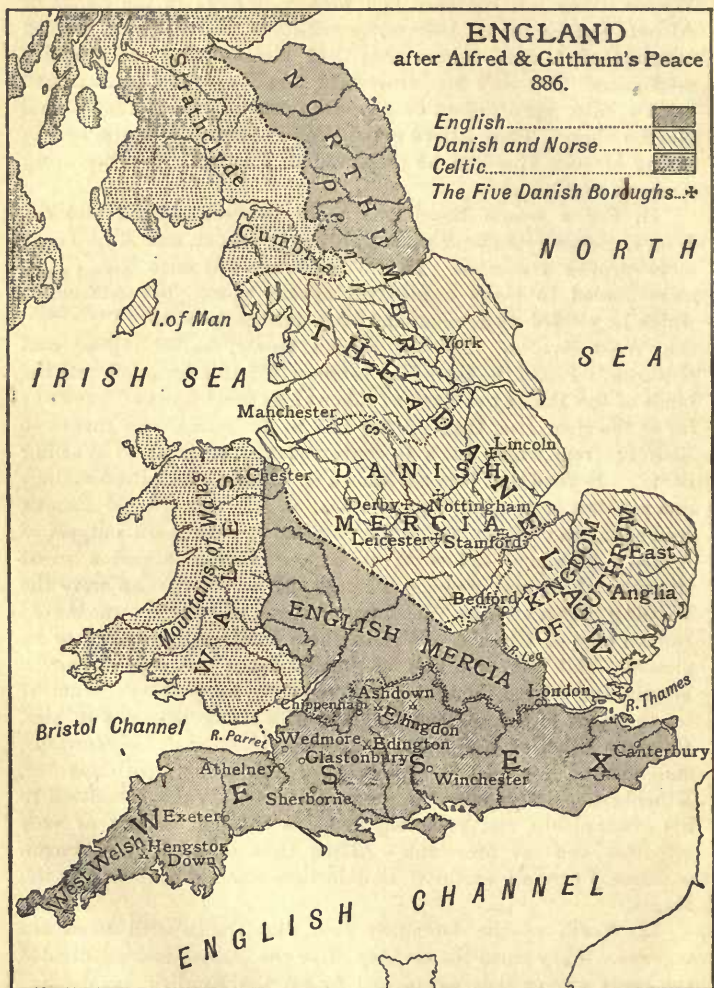 ENGLAND
after Alfred & Guthrum's Peace
886.
English
Danish and Norse
Celtic
The Five Danish Boroughs
Strathclyde
NORTHUMBRIA
Pennines
Cumbria
NORTH
SEA
I. of Man
IRISH SEA
York
THE DANELAW
Manchester
Lincoln
Chester
DANISH
MERCIA
Derby
Nottingham
Leicester
Stamford
WALES
Mountains of Wales
KINGDOM
OF GUTHRUM
East
Anglia
Bedford
R. Lea
ENGLISH MERCIA
London
R. Thames
Ashdown
Chippenham
Ellingdon
Bristol Channel
R. Parret
Wedmore
Edington
Glastonbury
Canterbury
Athelney
WESSEX
Winchester
Sherborne
Exeter
West Welsh
Hengston
Down
ENGLISH CHANNEL